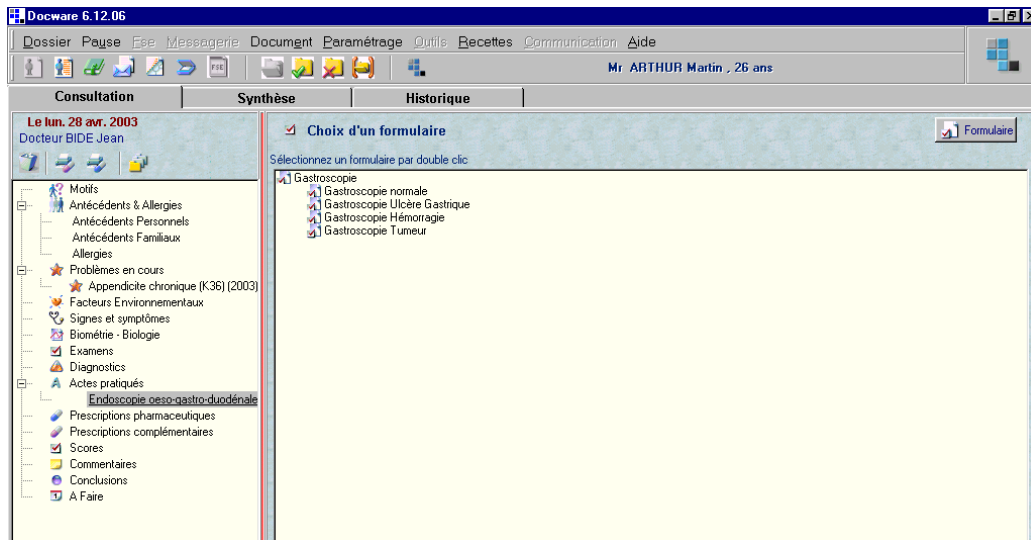 Docware 6.12.06
Dossier Pause Fse Messagerie Document Paramétrage Outils Recettes Communication Aide
FSE
Mr ARTHUR Martin , 26 ans
Consultation Synthèse Historique
Le lun. 28 avr. 2003
Docteur BIDE Jean
Choix d'un formulaire
Formulaire
Sélectionnez un formulaire par double clic
Gastroscopie
Gastroscopie normale
Gastroscopie Ulcère Gastrique
Gastroscopie Hémorragie
Gastroscopie Tumeur
Motifs
Antécédents & Allergies
Antécédents Personnels
Antécédents Familiaux
Allergies
Problèmes en cours
Appendicite chronique (K36) (2003)
Facteurs Environnementaux
Signes et symptômes
Biométrie - Biologie
Examens
Diagnostics
Actes pratiqués
Endoscopie oeso-gastro-duodénale
Prescriptions pharmaceutiques
Prescriptions complémentaires
Scores
Commentaires
Conclusions
A Faire